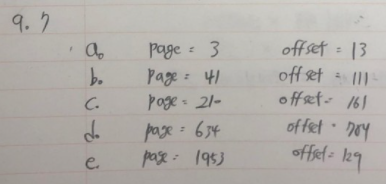 9.7
a. page = 3 offset = 13
b. page = 41 offset = 111
c. page = 210 offset = 161
d. page = 634 offset = 784
e. page = 1953 offset = 129